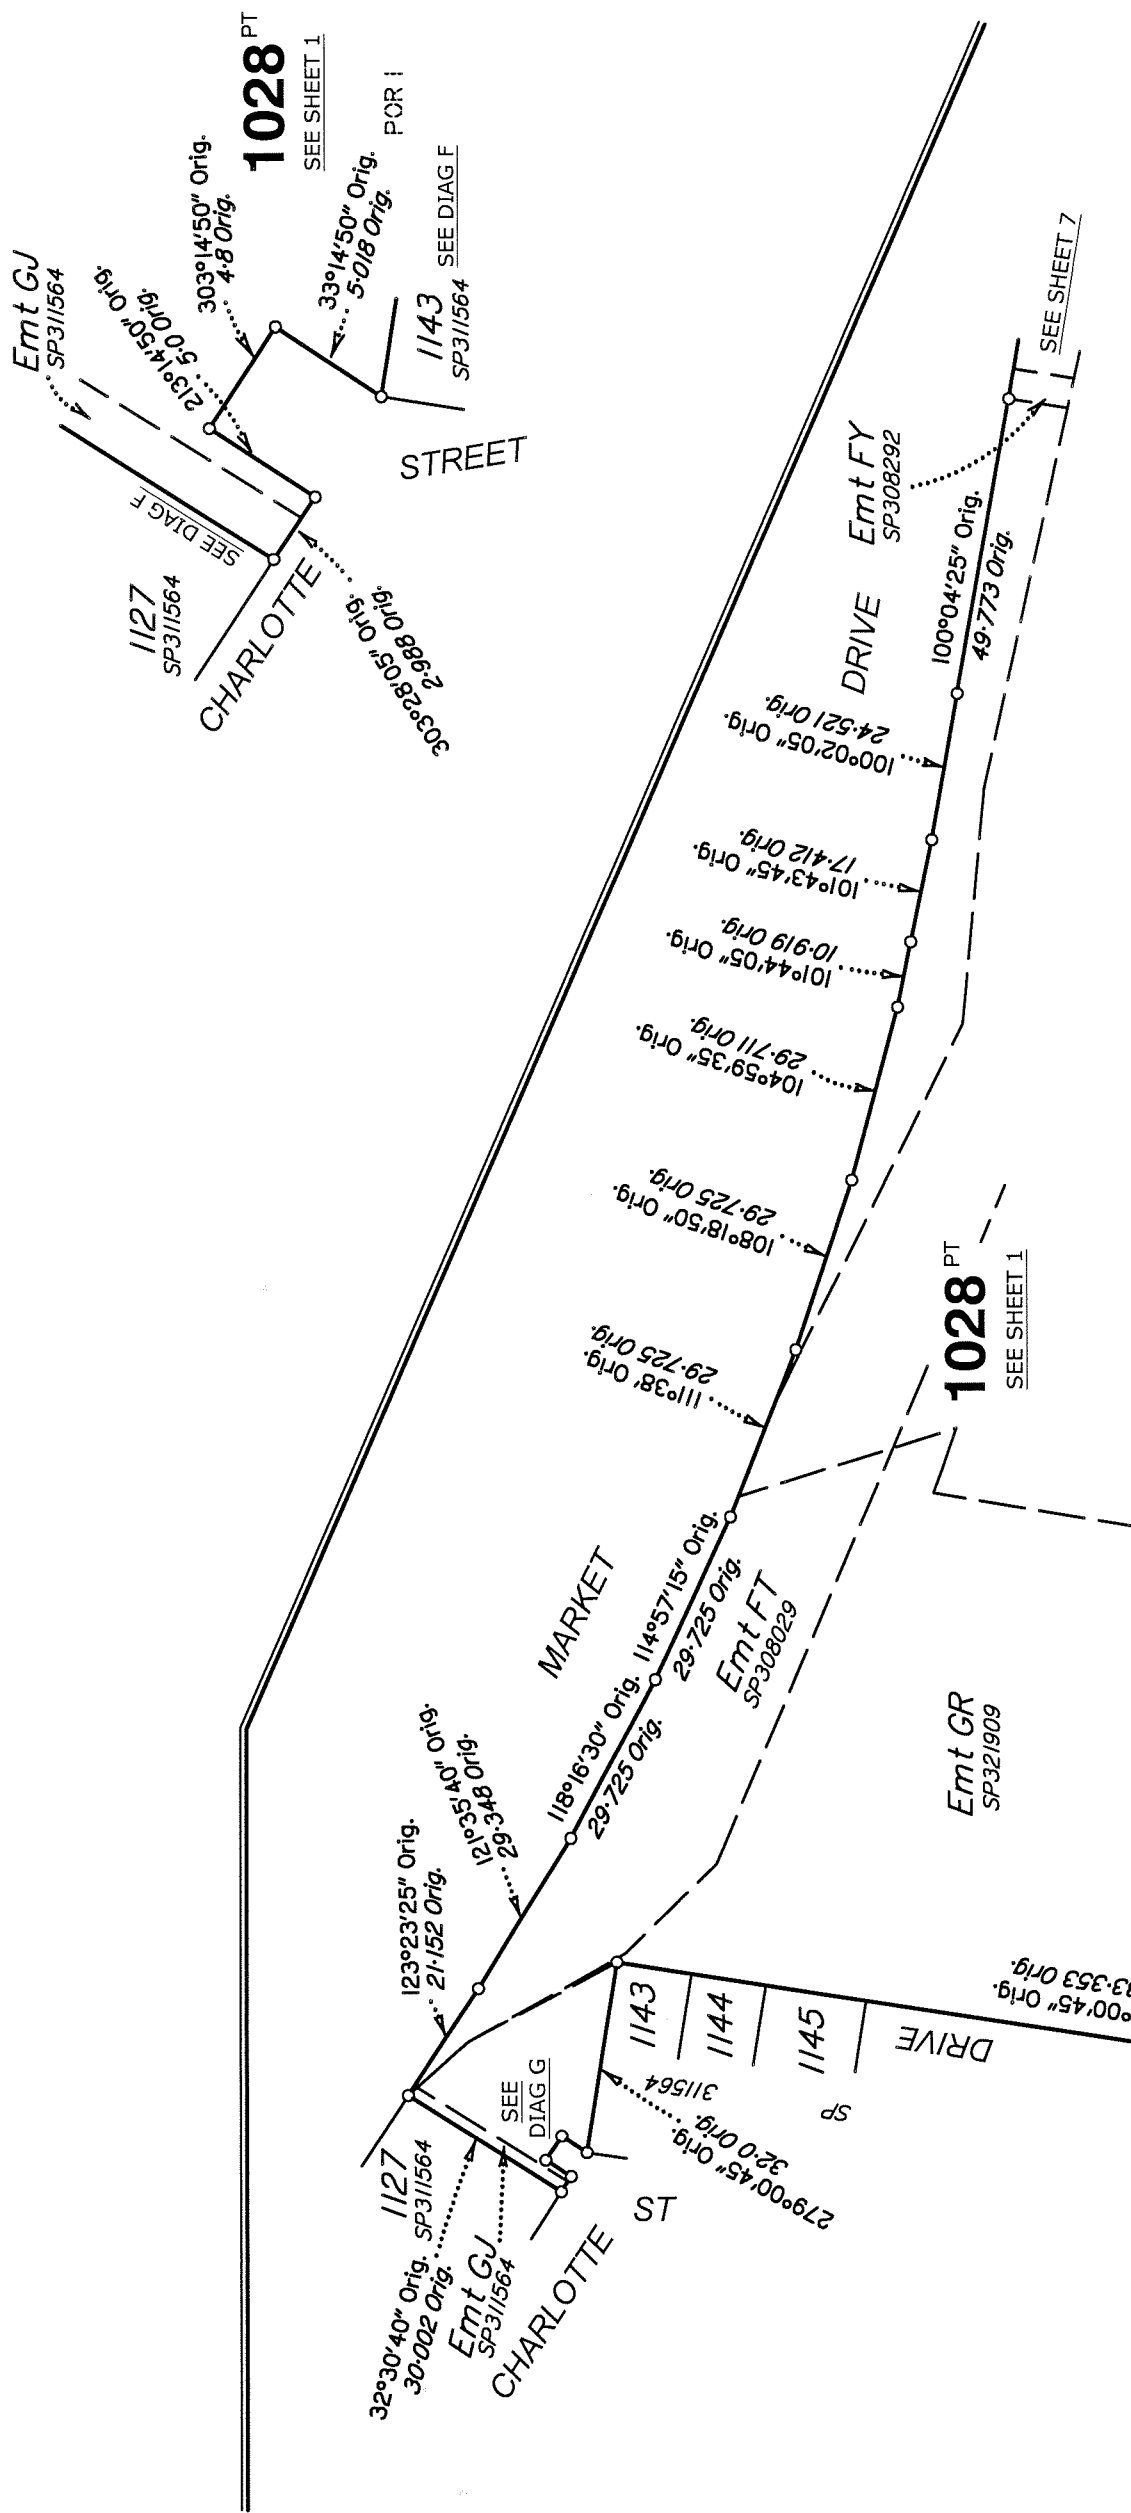 Emt GJ
SP311564
213°14'50" Orig.
5·0 Orig.
303°14'50" Orig.
4·8 Orig.
33°14'50" Orig.
5·018 Orig.
1028 PT
SEE SHEET 1
1143
SP311564
SEE DIAG F
STREET
SEE DIAG F
1127
SP311564
CHARLOTTE
303°28'05" Orig.
2·988 Orig.
SEE SHEET 7
Emt FY
SP308292
DRIVE
100°04'25" Orig.
49·773 Orig.
100°02'05" Orig.
24·521 Orig.
101°43'45" Orig.
17·412 Orig.
101°44'05" Orig.
10·919 Orig.
104°59'35" Orig.
29·711 Orig.
108°18'50" Orig.
29·725 Orig.
111°38' Orig.
29·725 Orig.
MARKET
114°57'15" Orig.
29·725 Orig.
118°16'30" Orig.
29·725 Orig.
121°35'40" Orig.
29·348 Orig.
123°23'25" Orig.
21·152 Orig.
Emt FT
SP308029
1028 PT
SEE SHEET 1
Emt GR
SP321909
1127
SP311564
32°30'40" Orig.
30·002 Orig.
Emt GJ
SP311564
CHARLOTTE
ST
SEE
DIAG G
279°00'45" Orig.
32·0 Orig.
1143
1144
1145
SP
311564
DRIVE
°00'45" Orig.
33·353 Orig.